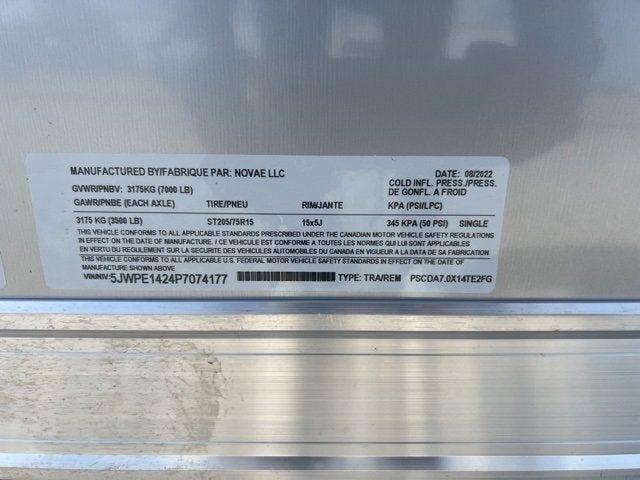 MANUFACTURED BY/FABRIQUE PAR: NOVAE LLC DATE: 08/2022
GVWR/PNBV: 3175KG (7000 LB) COLD INFL. PRESS./PRESS. DE GONFL. A FROID
GAWR/PNBE (EACH AXLE) TIRE/PNEU RIM/JANTE KPA (PSI/LPC)
3175 KG (3500 LB) ST205/75R15 15x5J 345 KPA (50 PSI) SINGLE
THIS VEHICLE CONFORMS TO ALL APPLICABLE STANDARDS PRESCRIBED UNDER THE CANADIAN MOTOR VEHICLE SAFETY
REGULATIONS IN EFFECT ON THE DATE OF MANUFACTURE. / CE VEHICULE EST CONFORME A TOUTES LES NORMES QUI LUI SONT APPLICABLES
EN VERTU DU REGLEMENT SUR LA SECURITE DES VEHICULES AUTOMOBILES DU CANADA EN VIGUEUR A LA DATE DE SA FABRICATION
THIS VEHICLE CONFORMS TO ALL APPLICABLE U.S. FEDERAL MOTOR VEHICLE SAFETY STANDARDS IN EFFECT ON THE DATE OF MANUFACTURE
VIN/NIV: 5JWPE1424P7074177 TYPE: TRA/REM PSCDA7.0X14TE2FG